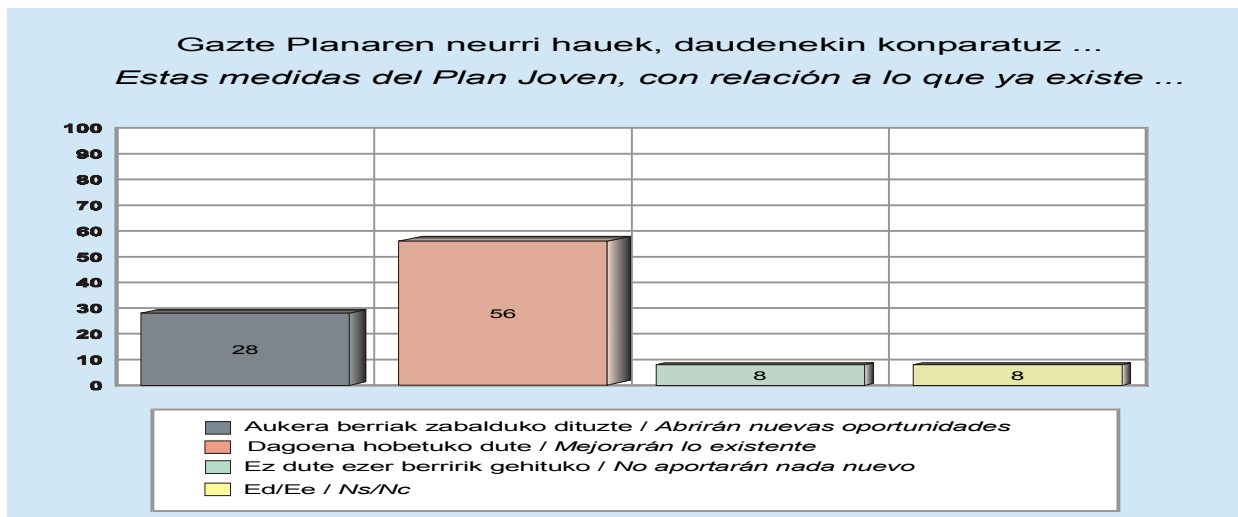 Gazte Planaren neurri hauek, daudenekin konparatuz ...
Estas medidas del Plan Joven, con relación a lo que ya existe ...
100
90
80
70
60
50
40
30
20
10
0
28
56
8
8
Aukera berriak zabalduko dituzte / Abrirán nuevas oportunidades
Dagoena hobetuko dute / Mejorarán lo existente
Ez dute ezer berririk gehituko / No aportarán nada nuevo
Ed/Ee / Ns/Nc